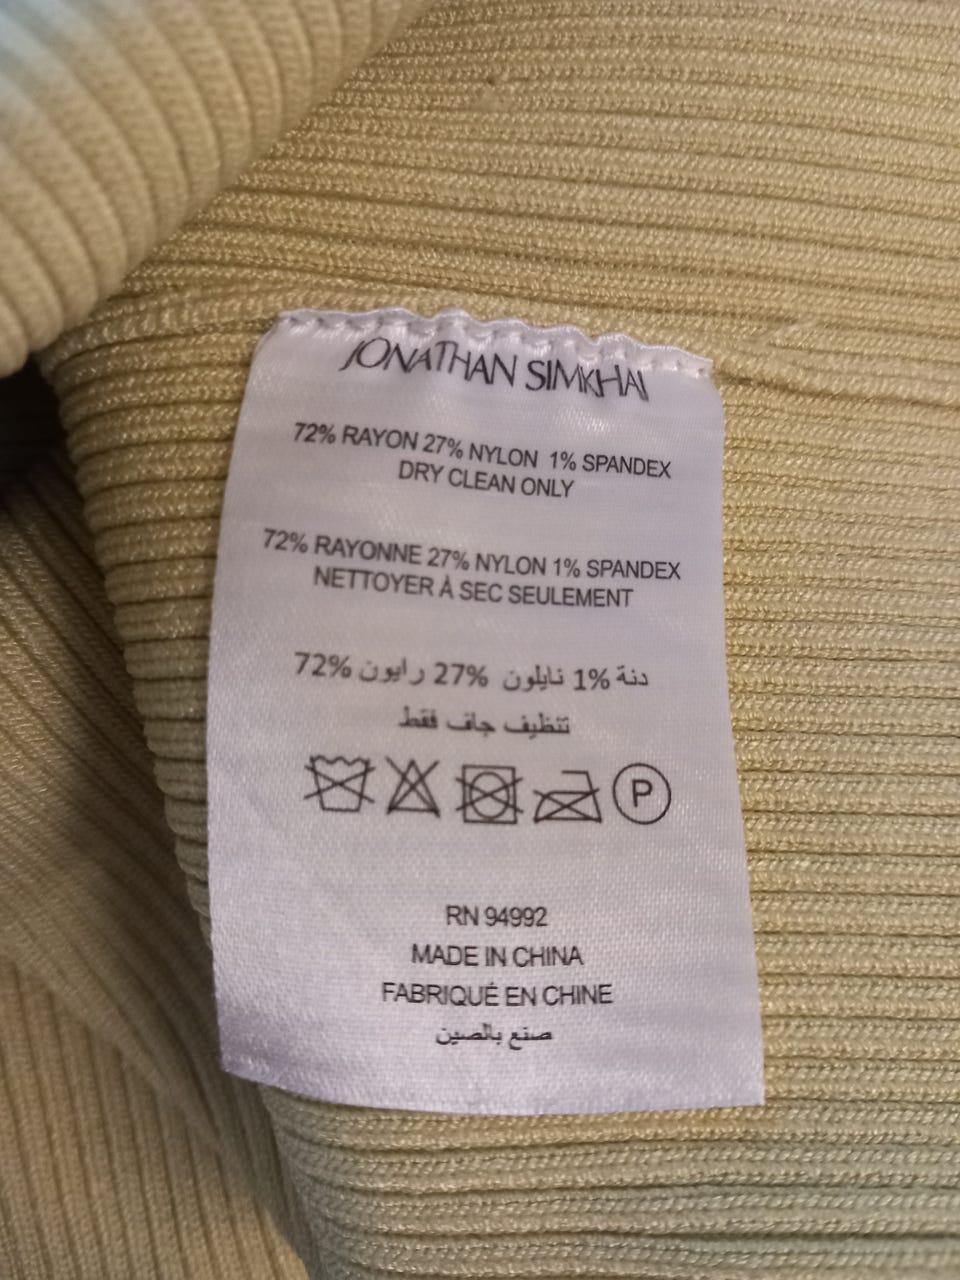 JONATHAN SIMKHAI
72% RAYON 27% NYLON 1% SPANDEX
DRY CLEAN ONLY
72% RAYONNE 27% NYLON 1% SPANDEX
NETTOYER À SEC SEULEMENT
72% رايون 27% نايلون 1% دنة
تنظيف جاف فقط
P
RN 94992
MADE IN CHINA
FABRIQUÉ EN CHINE
صنع بالصين